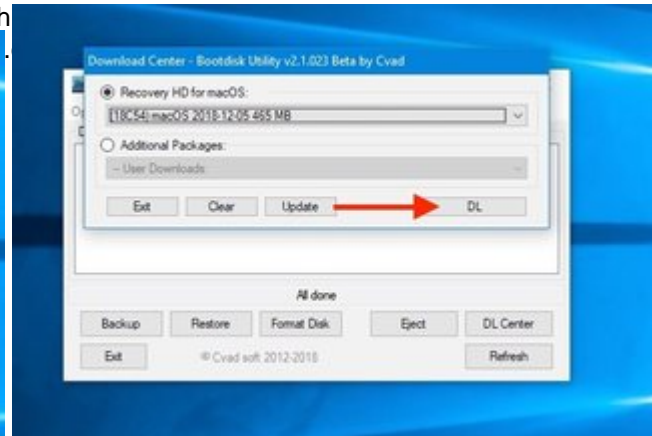 h
.
Download Center - Bootdisk Utility v2.1.023 Beta by Cvad
Recovery HD for macOS:
[18C54] macOS 2018-12-05 465 MB
Additional Packages:
-- User Downloads
Exit Clear Update DL
All done
Backup Restore Format Disk Eject DL Center
Exit © Cvad soft 2012-2018 Refresh